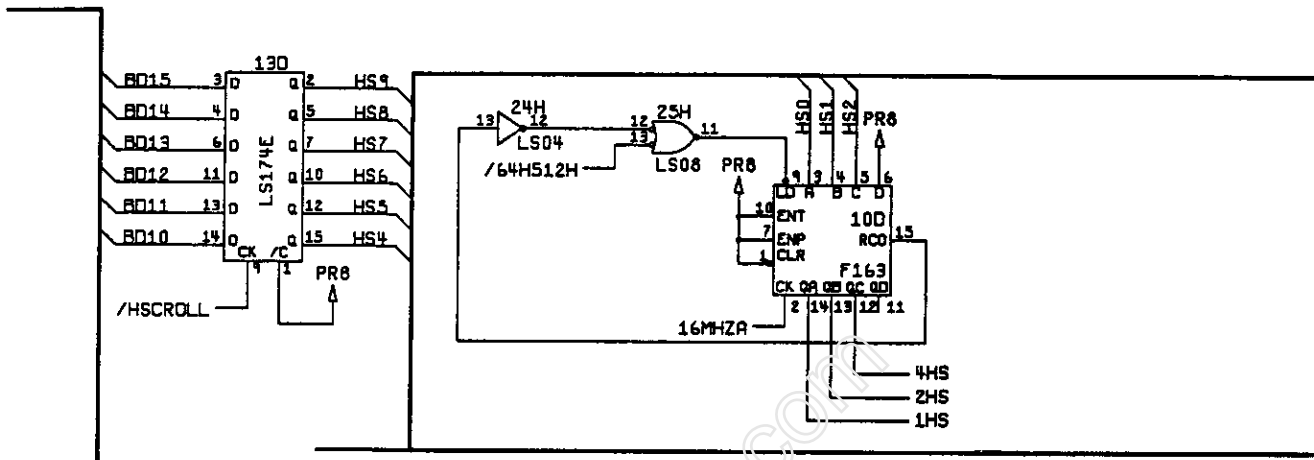 13D
BD15 3 D Q 2 HS9
BD14 4 D Q 5 HS8
BD13 6 D Q 7 HS7
BD12 11 D Q 10 HS6
BD11 13 D Q 12 HS5
BD10 14 D Q 15 HS4
LS174E
CK /C
9 1
/HSCROLL
PR8
13 24H 12
LS04
12 25H 11
13
LS08
/64H512H
HS0 HS1 HS2 PR8
PR8
9 3 4 5 6
LD A B C D
10 ENT 10D
7 ENP RCO 15
1 CLR
F163
CK QA QB QC QD
2 14 13 12 11
16MHZA
4HS
2HS
1HS
.com